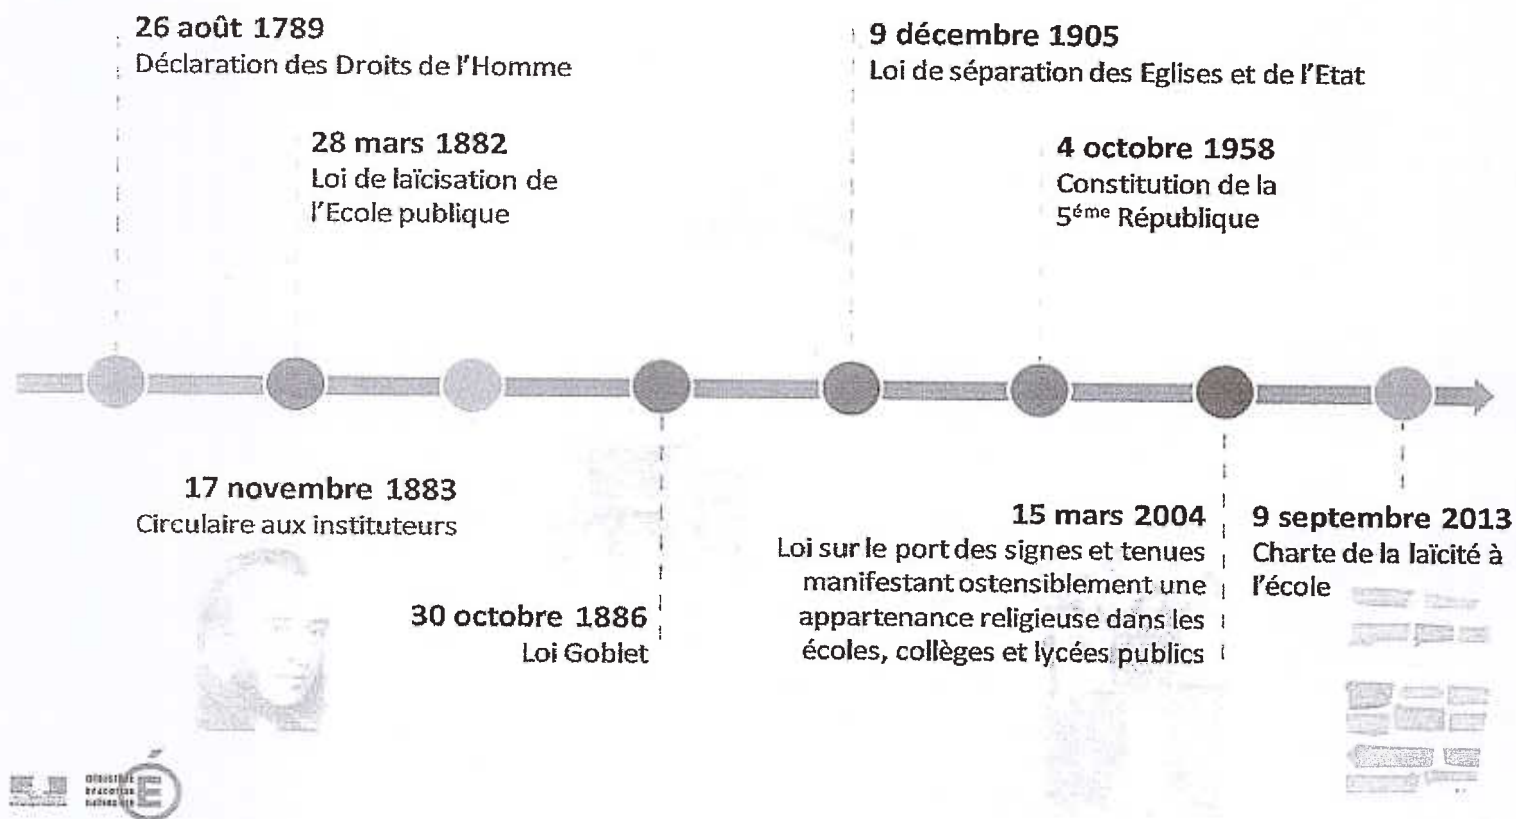 26 août 1789
Déclaration des Droits de l'Homme
28 mars 1882
Loi de laïcisation de
l'Ecole publique
9 décembre 1905
Loi de séparation des Eglises et de l'Etat
4 octobre 1958
Constitution de la
5éme République
17 novembre 1883
Circulaire aux instituteurs
30 octobre 1886
Loi Goblet
15 mars 2004
Loi sur le port des signes et tenues
manifestant ostensiblement une
appartenance religieuse dans les
écoles, collèges et lycées publics
9 septembre 2013
Charte de la laïcité à
l'école
É